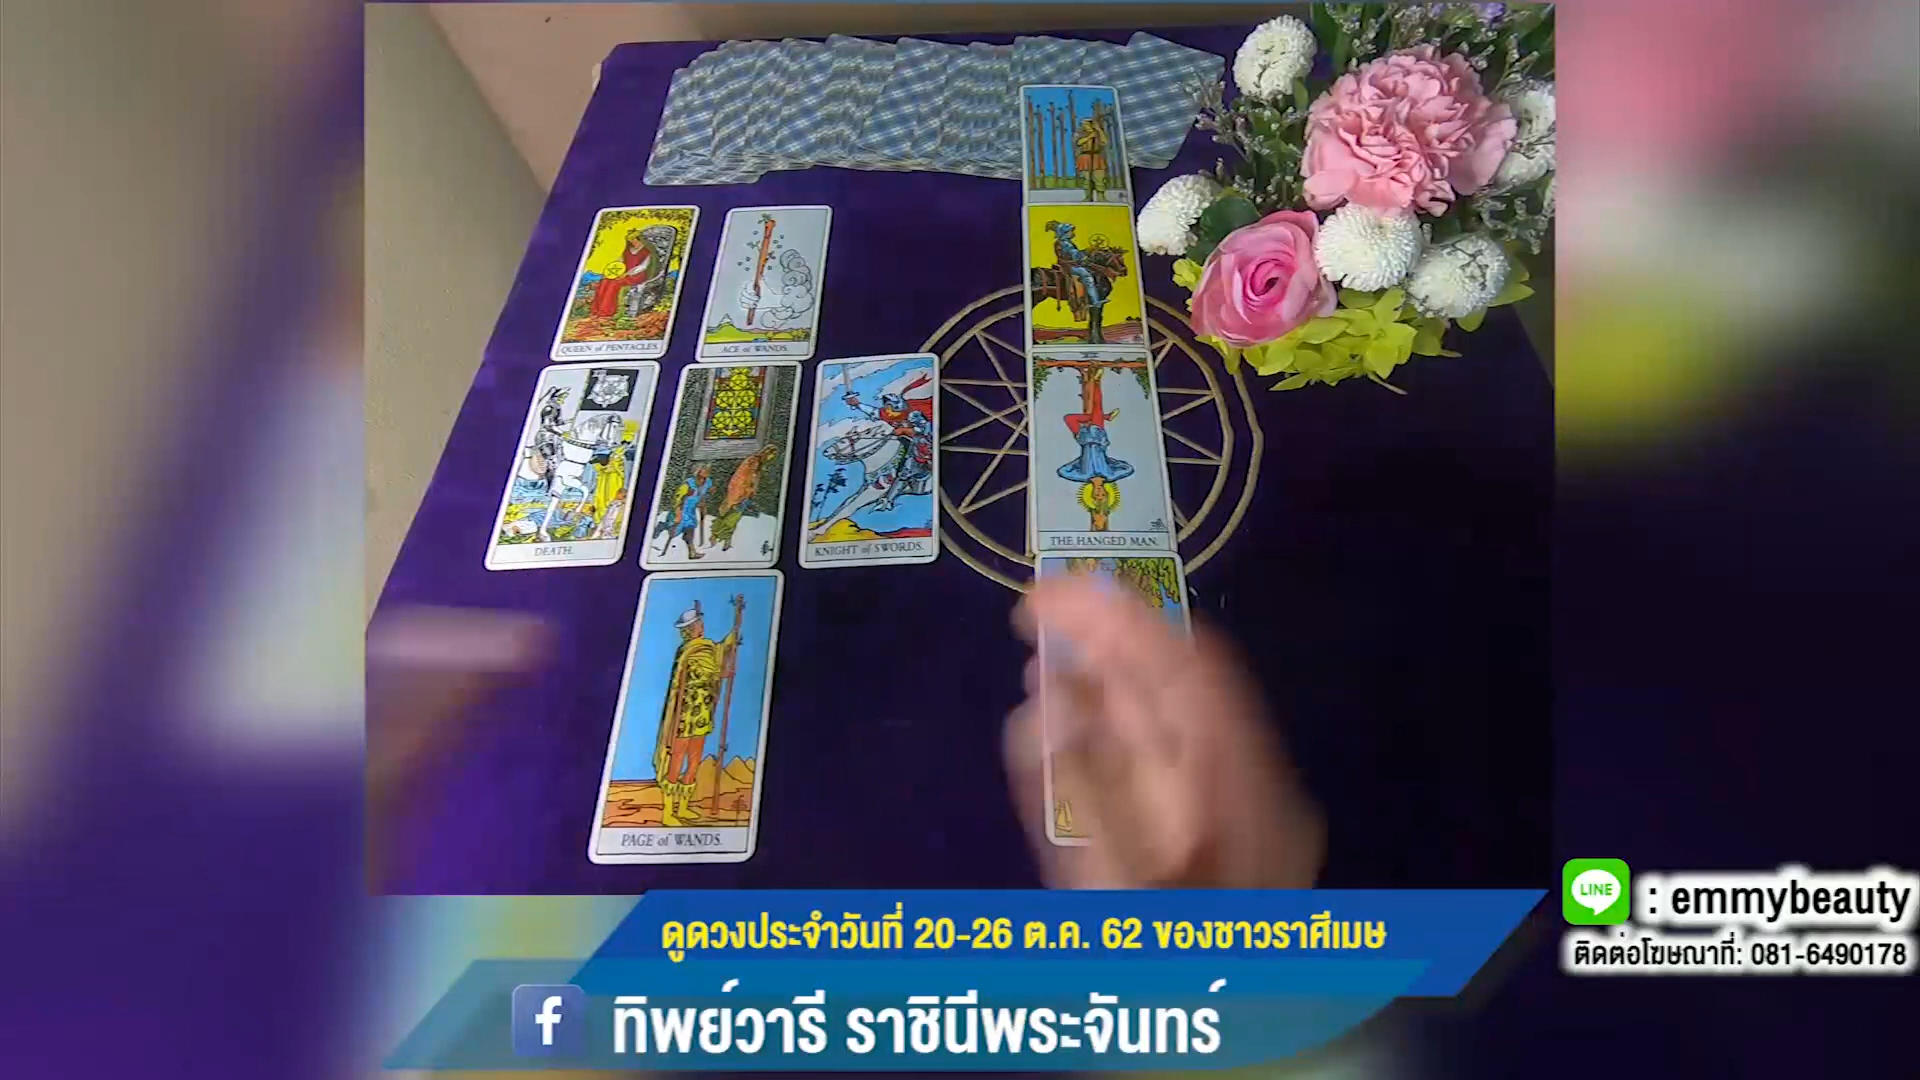 QUEEN of PENTACLES.
ACE of WANDS.
DEATH.
KNIGHT of SWORDS.
XII
THE HANGED MAN.
PAGE of WANDS.
LINE
: emmybeauty
ติดต่อโฆษณาที่: 081-6490178
ดูดวงประจำวันที่ 20-26 ต.ค. 62 ของชาวราศีเมษ
f ทิพย์วารี ราชินีพระจันทร์